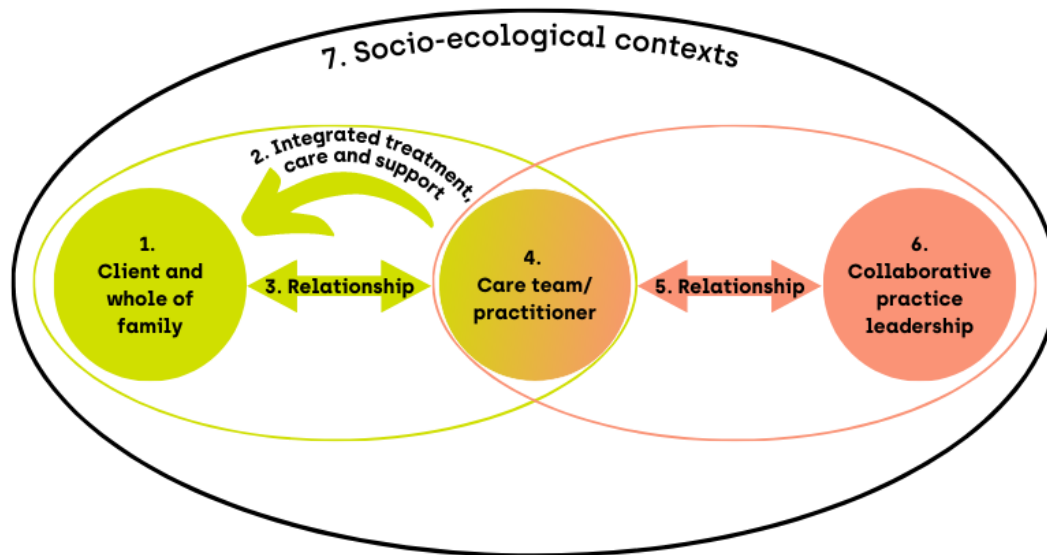 7. Socio-ecological contexts
2. Integrated treatment,
care and support
1.
Client and
whole of
family
3. Relationship
4.
Care team/
practitioner
5. Relationship
6.
Collaborative
practice
leadership